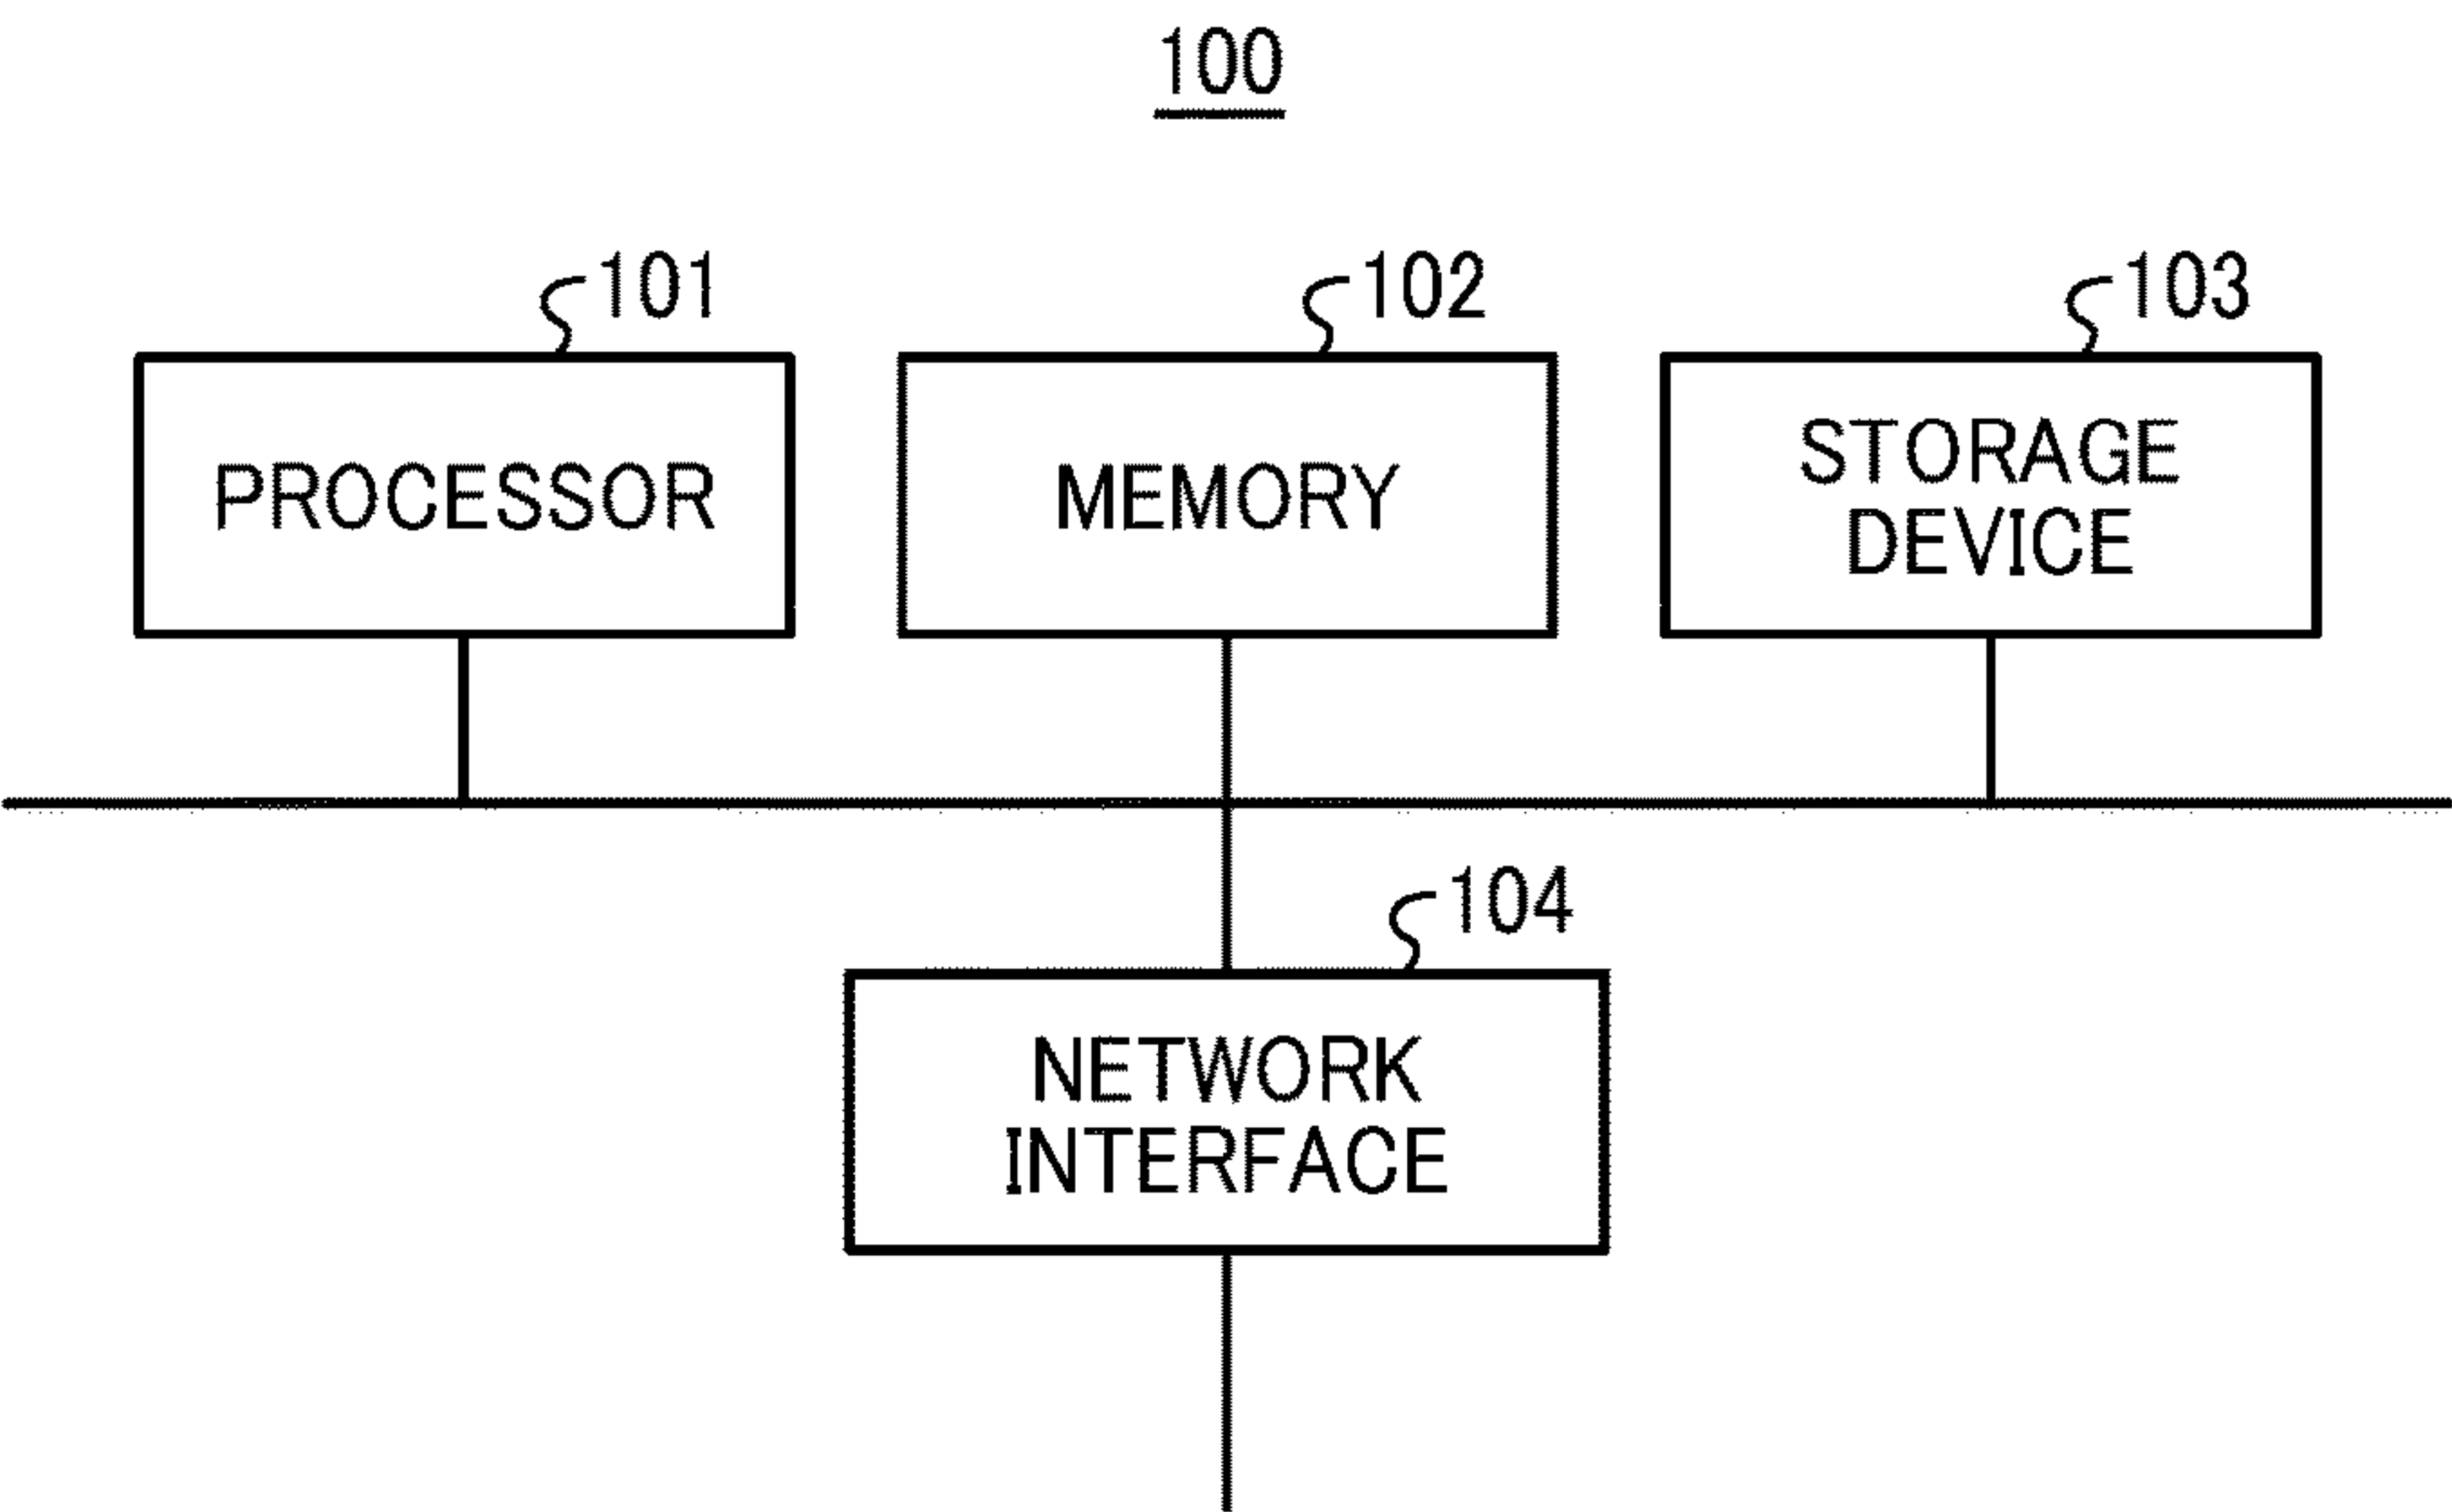 100
101
102
103
PROCESSOR
MEMORY
STORAGE
DEVICE
104
NETWORK
INTERFACE